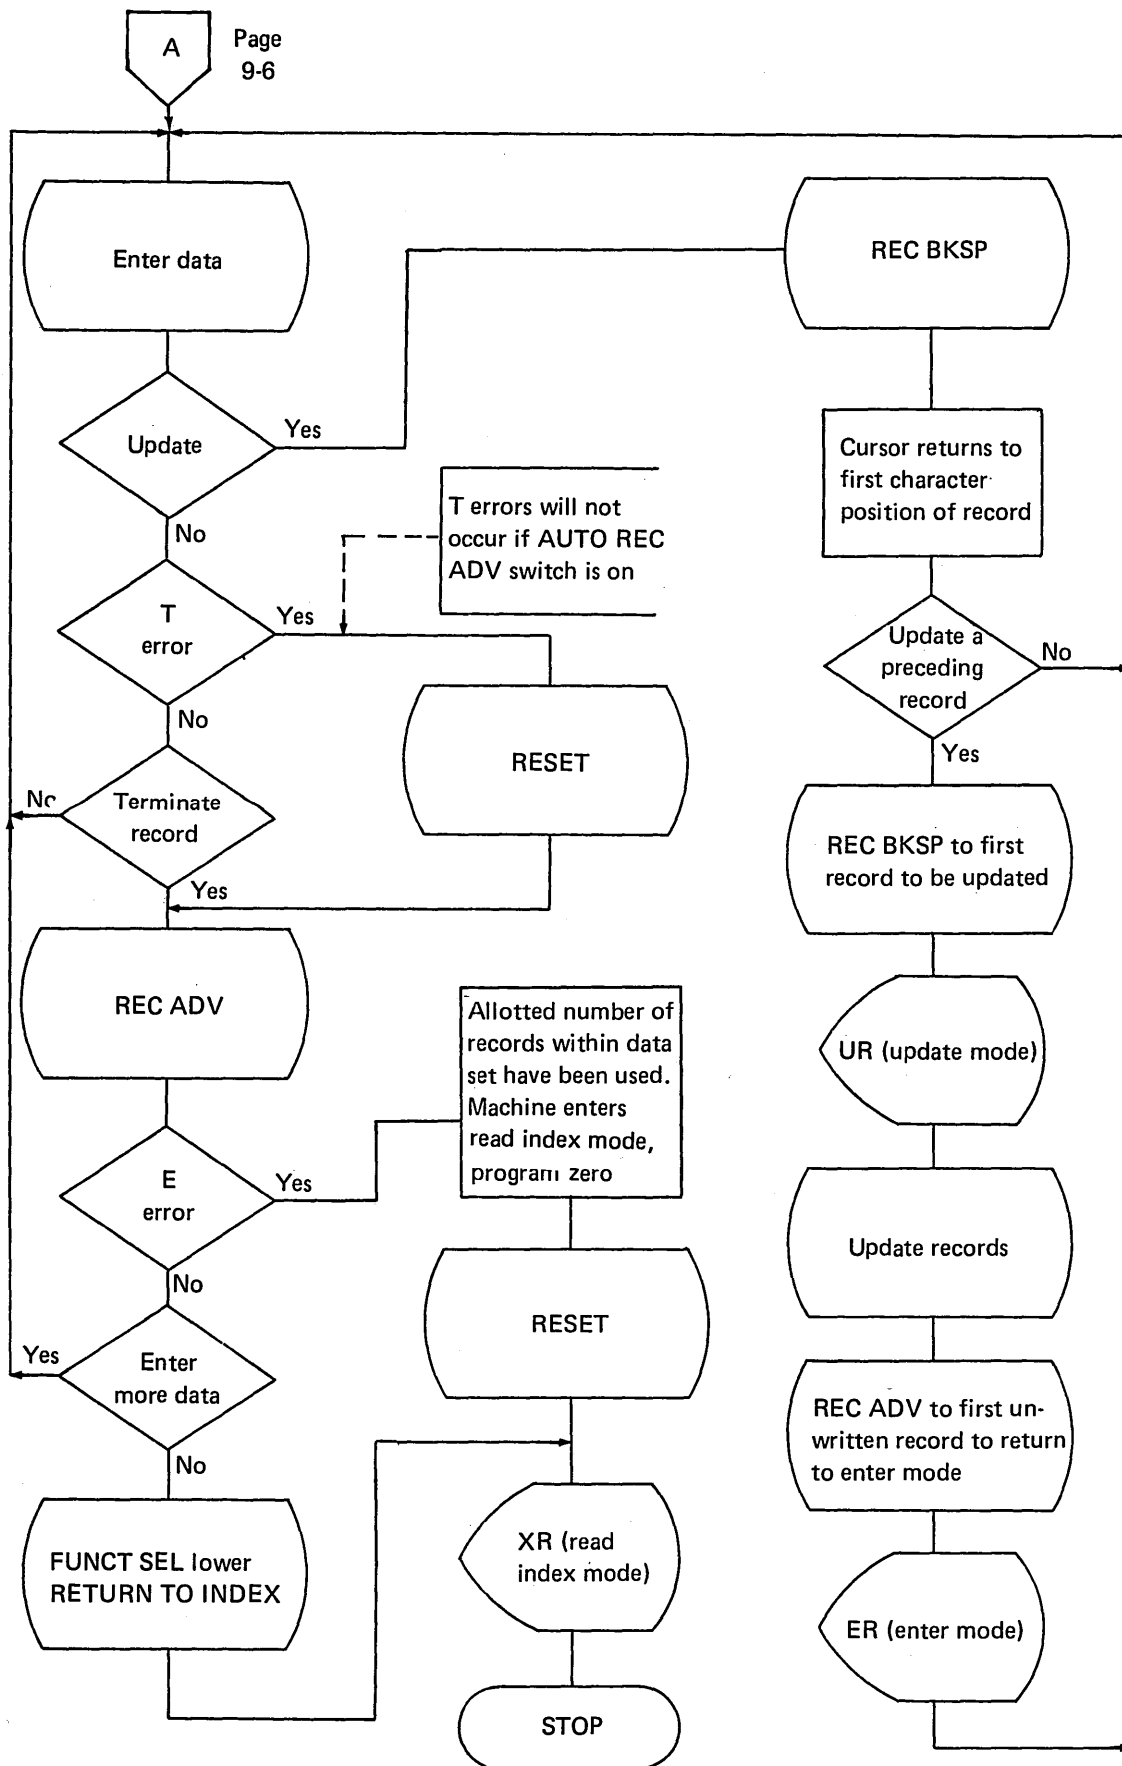 A
Page
9-6
Enter data
Update
Yes
No
T errors will not
occur if AUTO REC
ADV switch is on
T
error
Yes
No
RESET
Terminate
record
No
Yes
REC ADV
E
error
Yes
No
Allotted number of
records within data
set have been used.
Machine enters
read index mode,
program zero
RESET
Enter
more data
Yes
No
FUNCT SEL lower
RETURN TO INDEX
XR (read
index mode)
STOP
REC BKSP
Cursor returns to
first character
position of record
Update a
preceding
record
No
Yes
REC BKSP to first
record to be updated
UR (update mode)
Update records
REC ADV to first un-
written record to return
to enter mode
ER (enter mode)